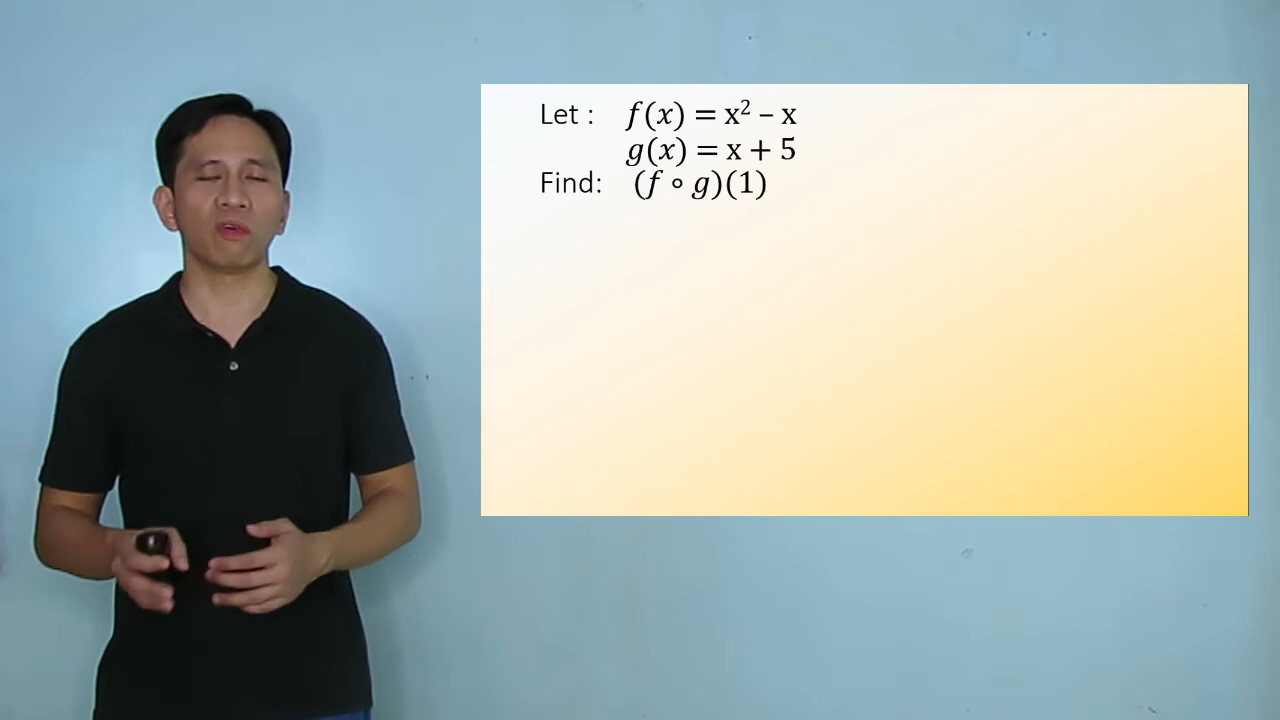 Let : f(x) = x² – x
g(x) = x + 5
Find: (f ∘ g)(1)